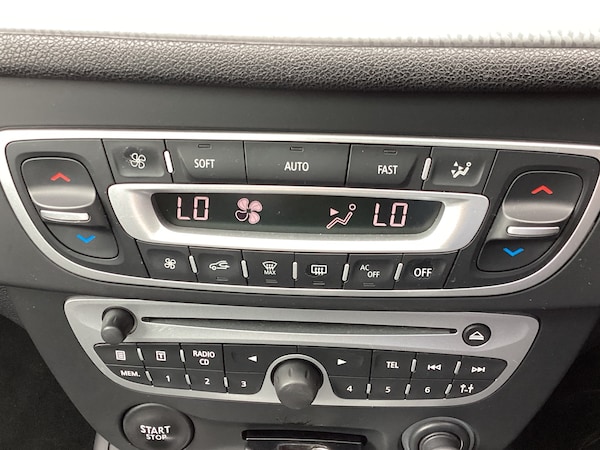 SOFT AUTO FAST
LO LO
MAX AC OFF OFF
RADIO CD TEL
MEM. 1 2 3 4 5 6
START STOP